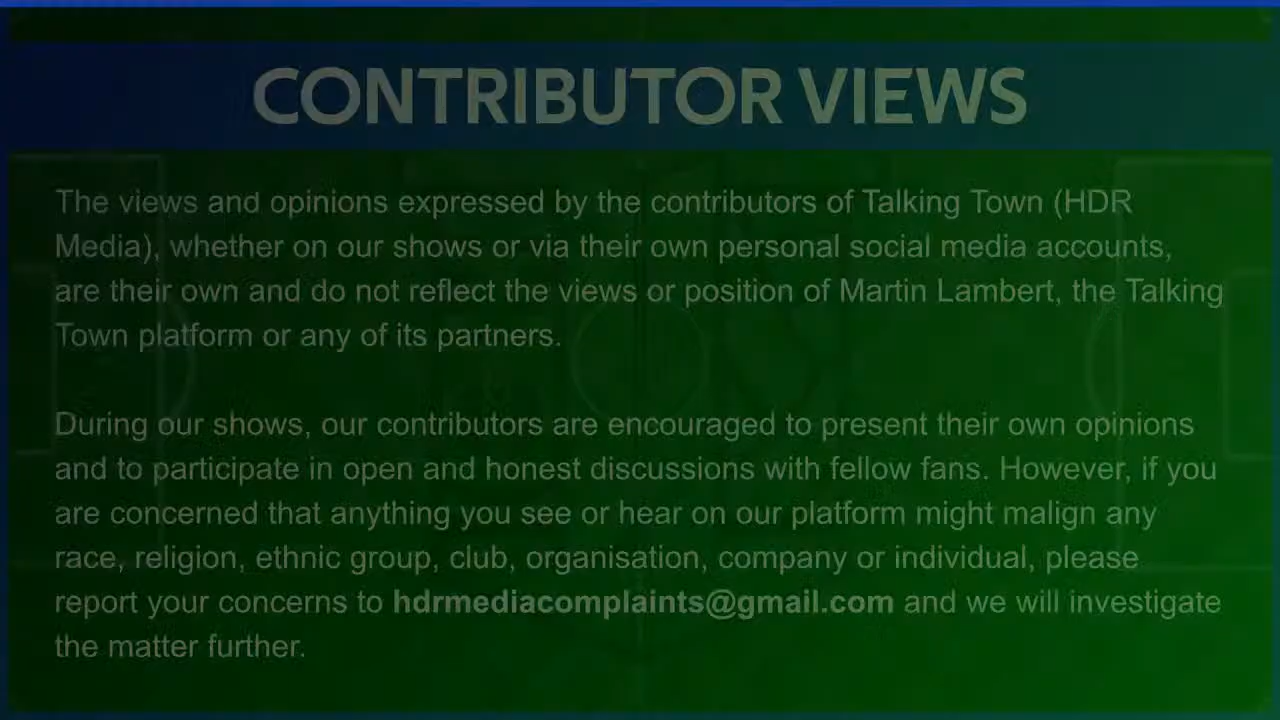 CONTRIBUTOR VIEWS
The views and opinions expressed by the contributors of Talking Town (HDR
Media), whether on our shows or via their own personal social media accounts,
are their own and do not reflect the views or position of Martin Lambert, the Talking
Town platform or any of its partners.
During our shows, our contributors are encouraged to present their own opinions
and to participate in open and honest discussions with fellow fans. However, if you
are concerned that anything you see or hear on our platform might malign any
race, religion, ethnic group, club, organisation, company or individual, please
report your concerns to hdrmediacomplaints@gmail.com and we will investigate
the matter further.